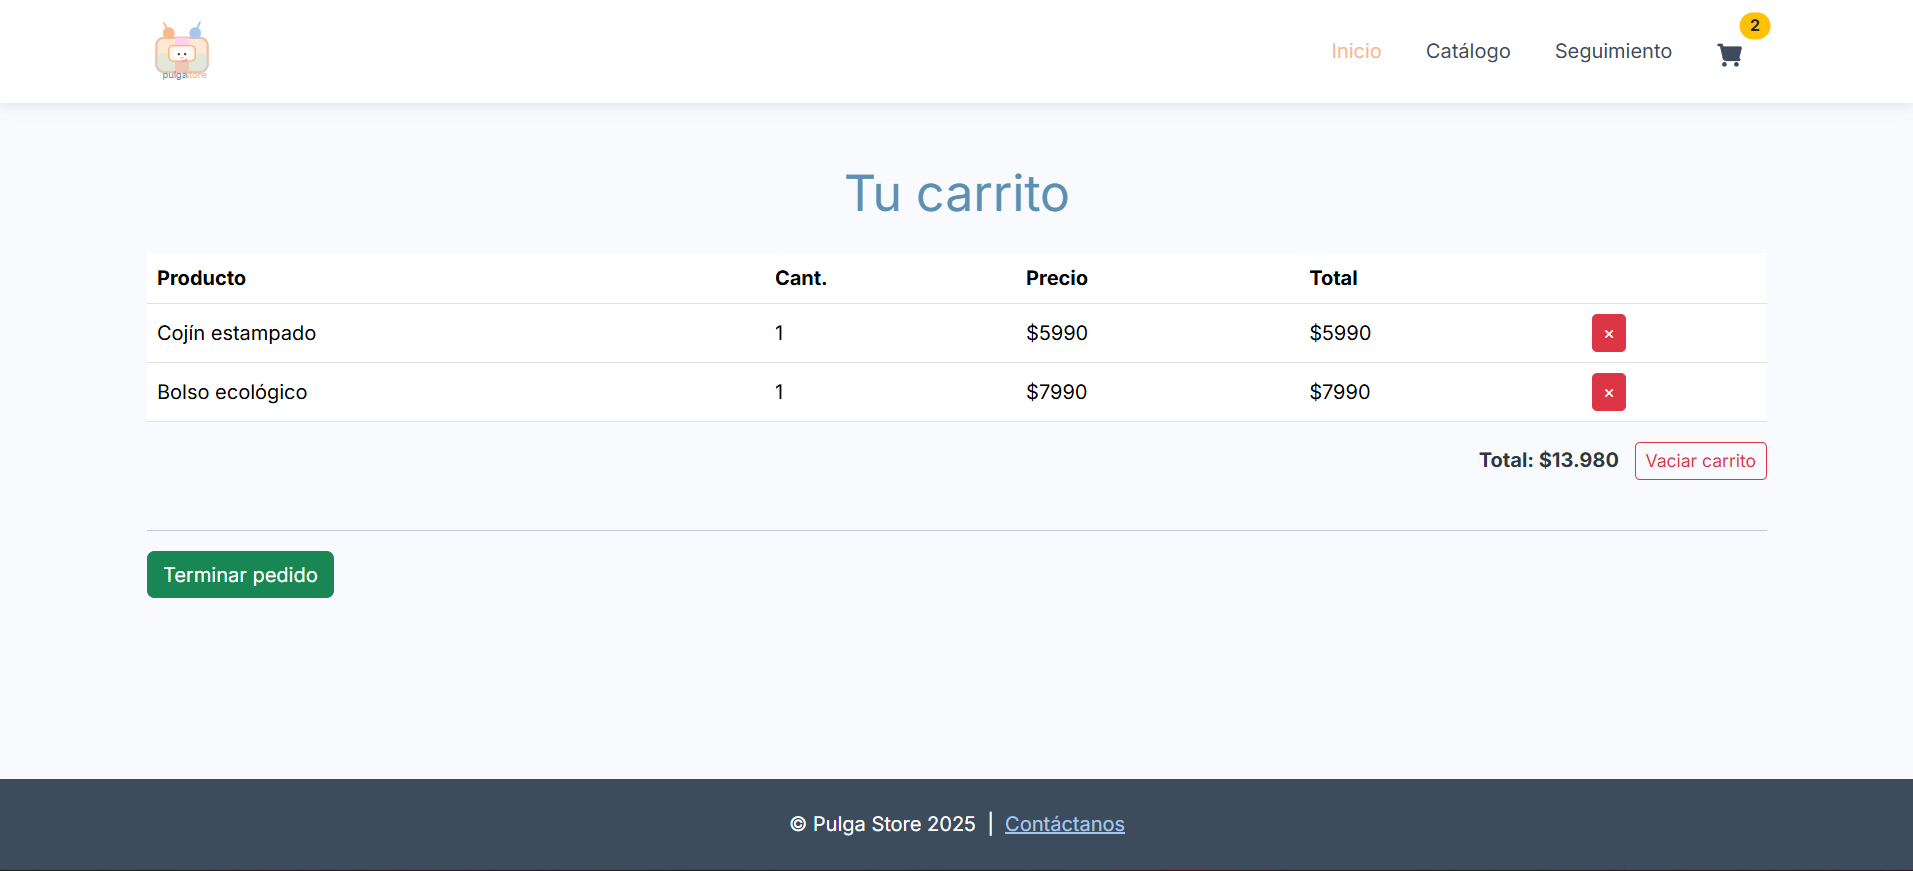 pulgastore
Inicio Catálogo Seguimiento 2
Tu carrito
Producto Cant. Precio Total
Cojín estampado 1 $5990 $5990 ×
Bolso ecológico 1 $7990 $7990 ×
Total: $13.980 Vaciar carrito
Terminar pedido
© Pulga Store 2025 | Contáctanos